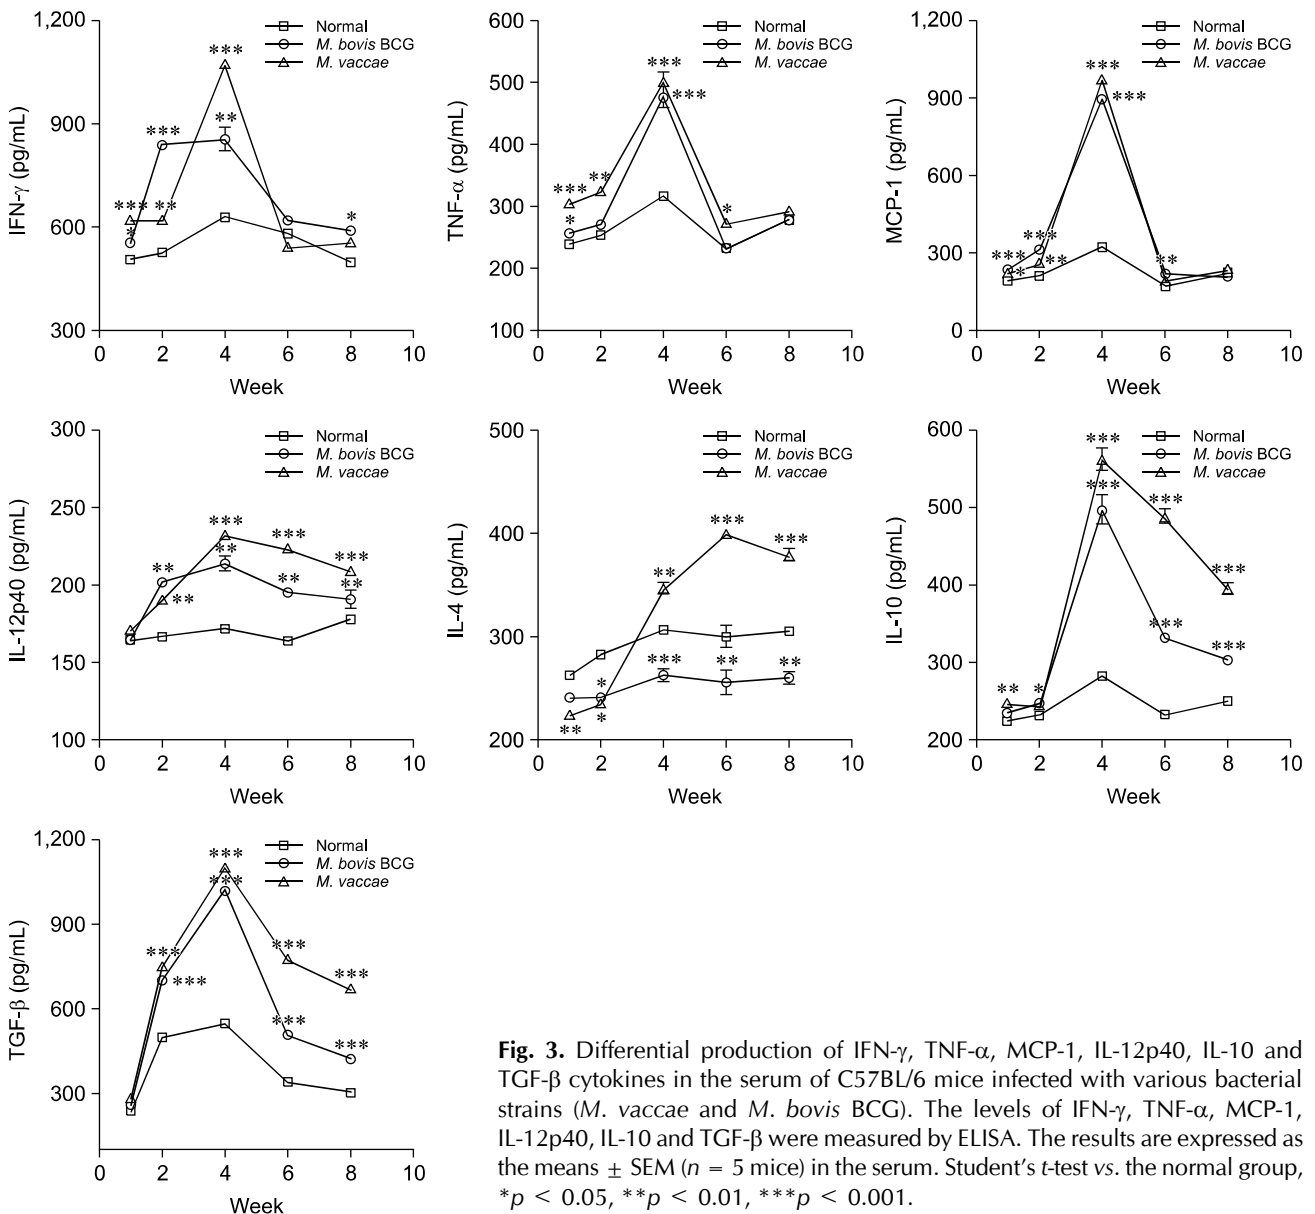 1,200
900
600
300
IFN-γ (pg/mL)
0 2 4 6 8 10
Week
Normal
M. bovis BCG
M. vaccae
*** ** *** * *** ** *
600
500
400
300
200
100
TNF-α (pg/mL)
0 2 4 6 8 10
Week
Normal
M. bovis BCG
M. vaccae
*** ** * *** *** *
1,200
900
600
300
0
MCP-1 (pg/mL)
0 2 4 6 8 10
Week
Normal
M. bovis BCG
M. vaccae
*** * *** ** *** *** **
300
250
200
150
100
IL-12p40 (pg/mL)
0 2 4 6 8 10
Week
Normal
M. bovis BCG
M. vaccae
** ** *** ** *** ** *** **
500
400
300
200
IL-4 (pg/mL)
0 2 4 6 8 10
Week
Normal
M. bovis BCG
M. vaccae
** * * ** *** *** ** *** **
600
500
400
300
200
IL-10 (pg/mL)
0 2 4 6 8 10
Week
Normal
M. bovis BCG
M. vaccae
** * *** *** *** *** *** ***
1,200
900
600
300
TGF-β (pg/mL)
0 2 4 6 8 10
Week
Normal
M. bovis BCG
M. vaccae
*** *** *** *** *** *** *** ***
Fig. 3. Differential production of IFN-γ, TNF-α, MCP-1, IL-12p40, IL-10 and
TGF-β cytokines in the serum of C57BL/6 mice infected with various bacterial
strains (M. vaccae and M. bovis BCG). The levels of IFN-γ, TNF-α, MCP-1,
IL-12p40, IL-10 and TGF-β were measured by ELISA. The results are expressed as
the means ± SEM (n = 5 mice) in the serum. Student's t-test vs. the normal group,
*p < 0.05, **p < 0.01, ***p < 0.001.